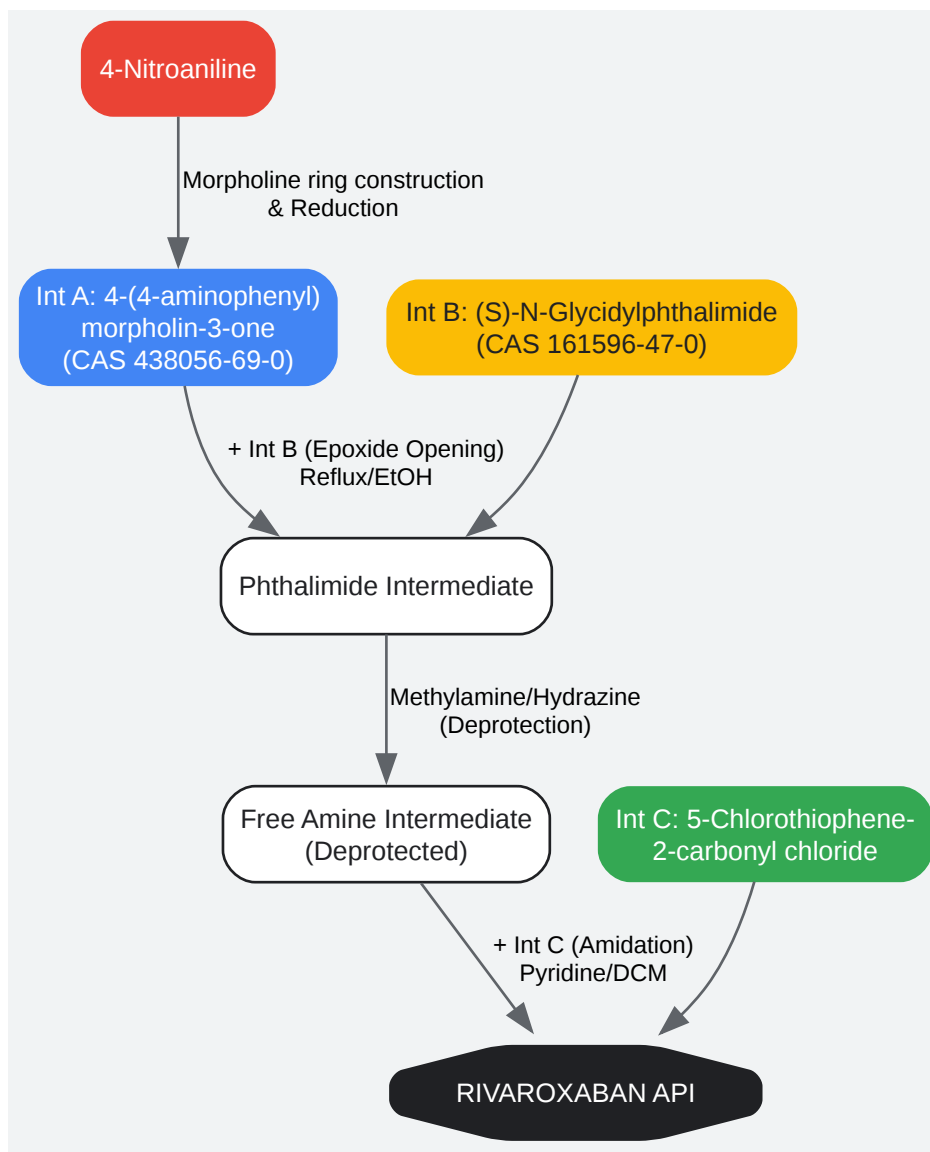 4-Nitroaniline
Morpholine ring construction
& Reduction
Int A: 4-(4-aminophenyl)
morpholin-3-one
(CAS 438056-69-0)
Int B: (S)-N-Glycidylphthalimide
(CAS 161596-47-0)
+ Int B (Epoxide Opening)
Reflux/EtOH
Phthalimide Intermediate
Methylamine/Hydrazine
(Deprotection)
Free Amine Intermediate
(Deprotected)
Int C: 5-Chlorothiophene-
2-carbonyl chloride
+ Int C (Amidation)
Pyridine/DCM
RIVAROXABAN API